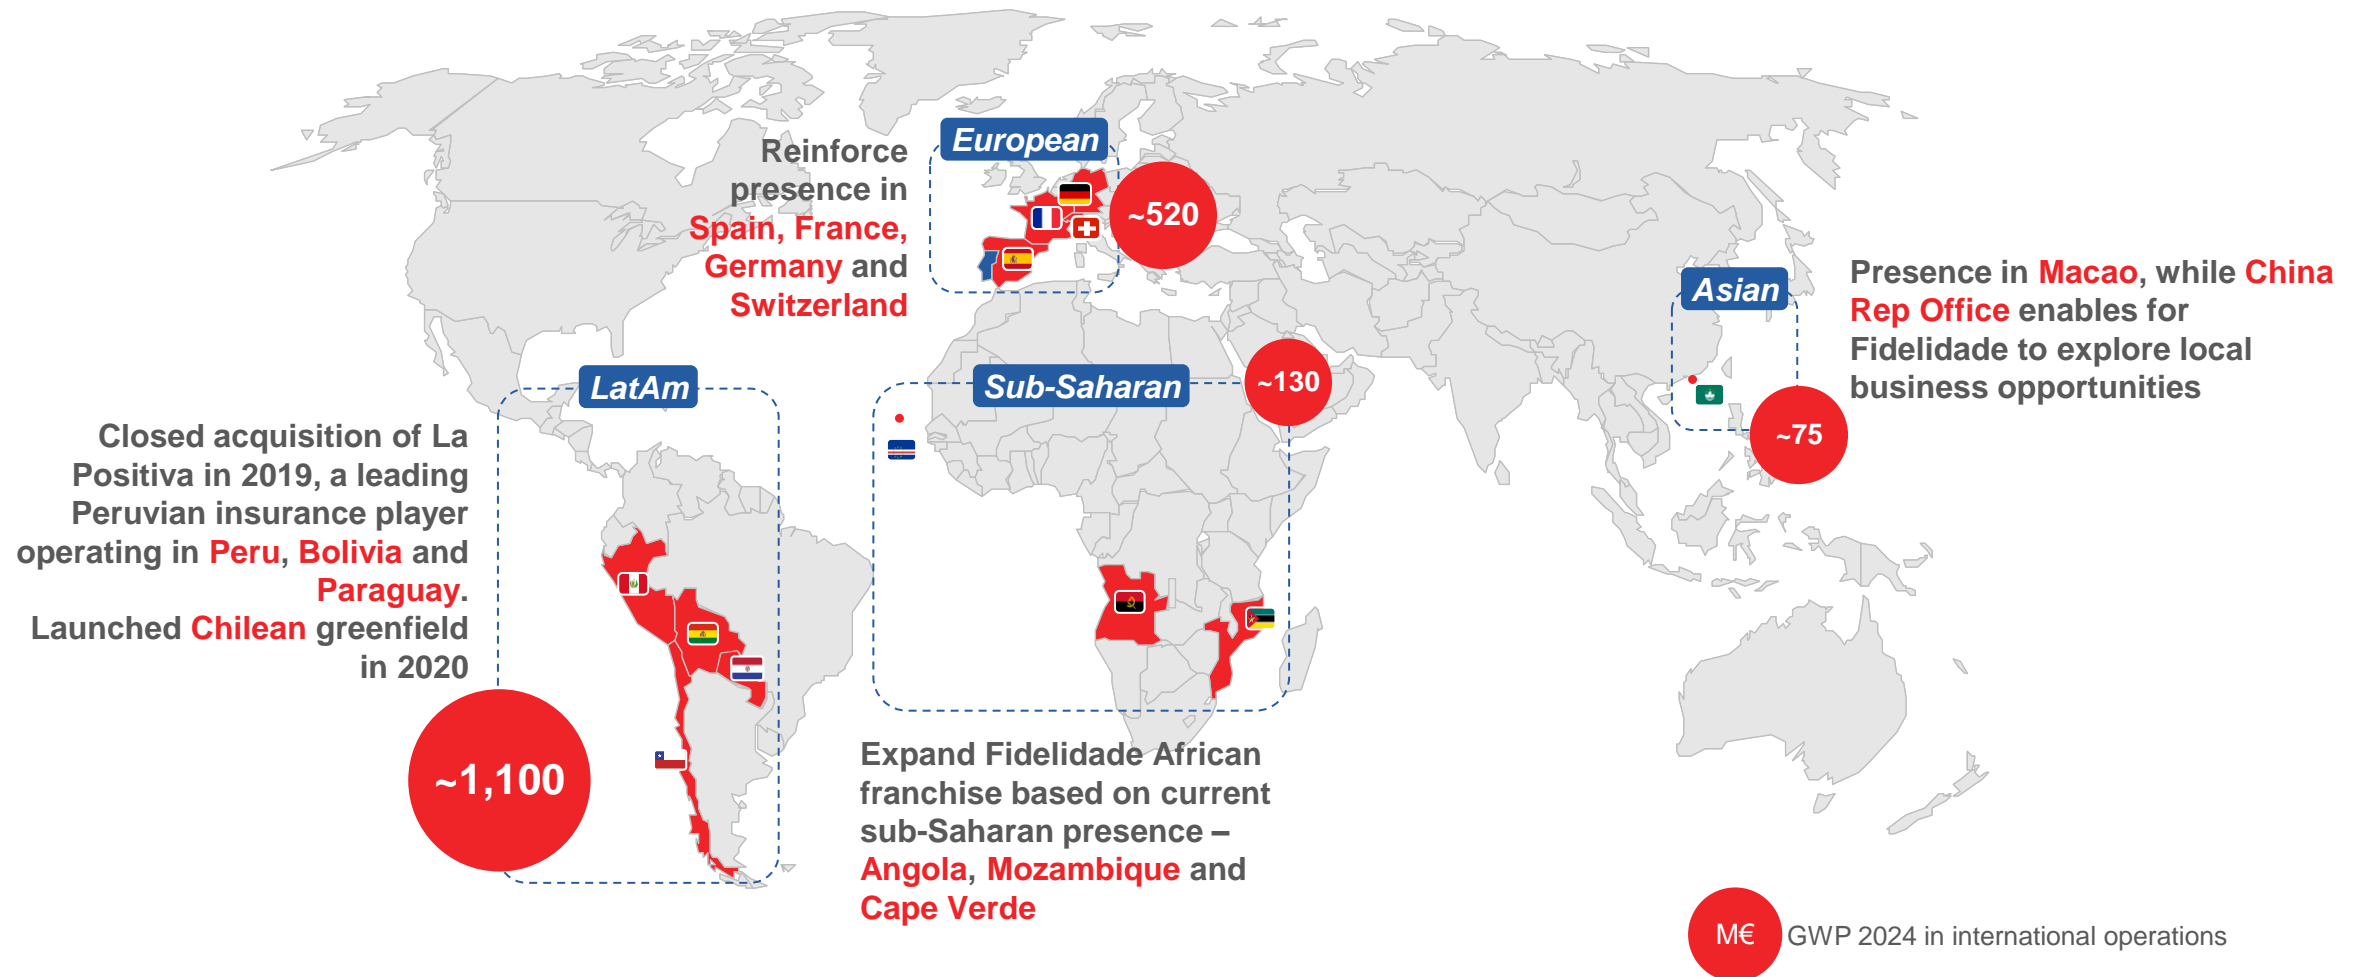 European
Reinforce
presence in
Spain, France,
Germany and
Switzerland
~520
Asian
Presence in Macao, while China
Rep Office enables for
Fidelidade to explore local
business opportunities
~75
LatAm
Closed acquisition of La
Positiva in 2019, a leading
Peruvian insurance player
operating in Peru, Bolivia and
Paraguay.
Launched Chilean greenfield
in 2020
~1,100
Sub-Saharan
~130
Expand Fidelidade African
franchise based on current
sub-Saharan presence –
Angola, Mozambique and
Cape Verde
M€ GWP 2024 in international operations